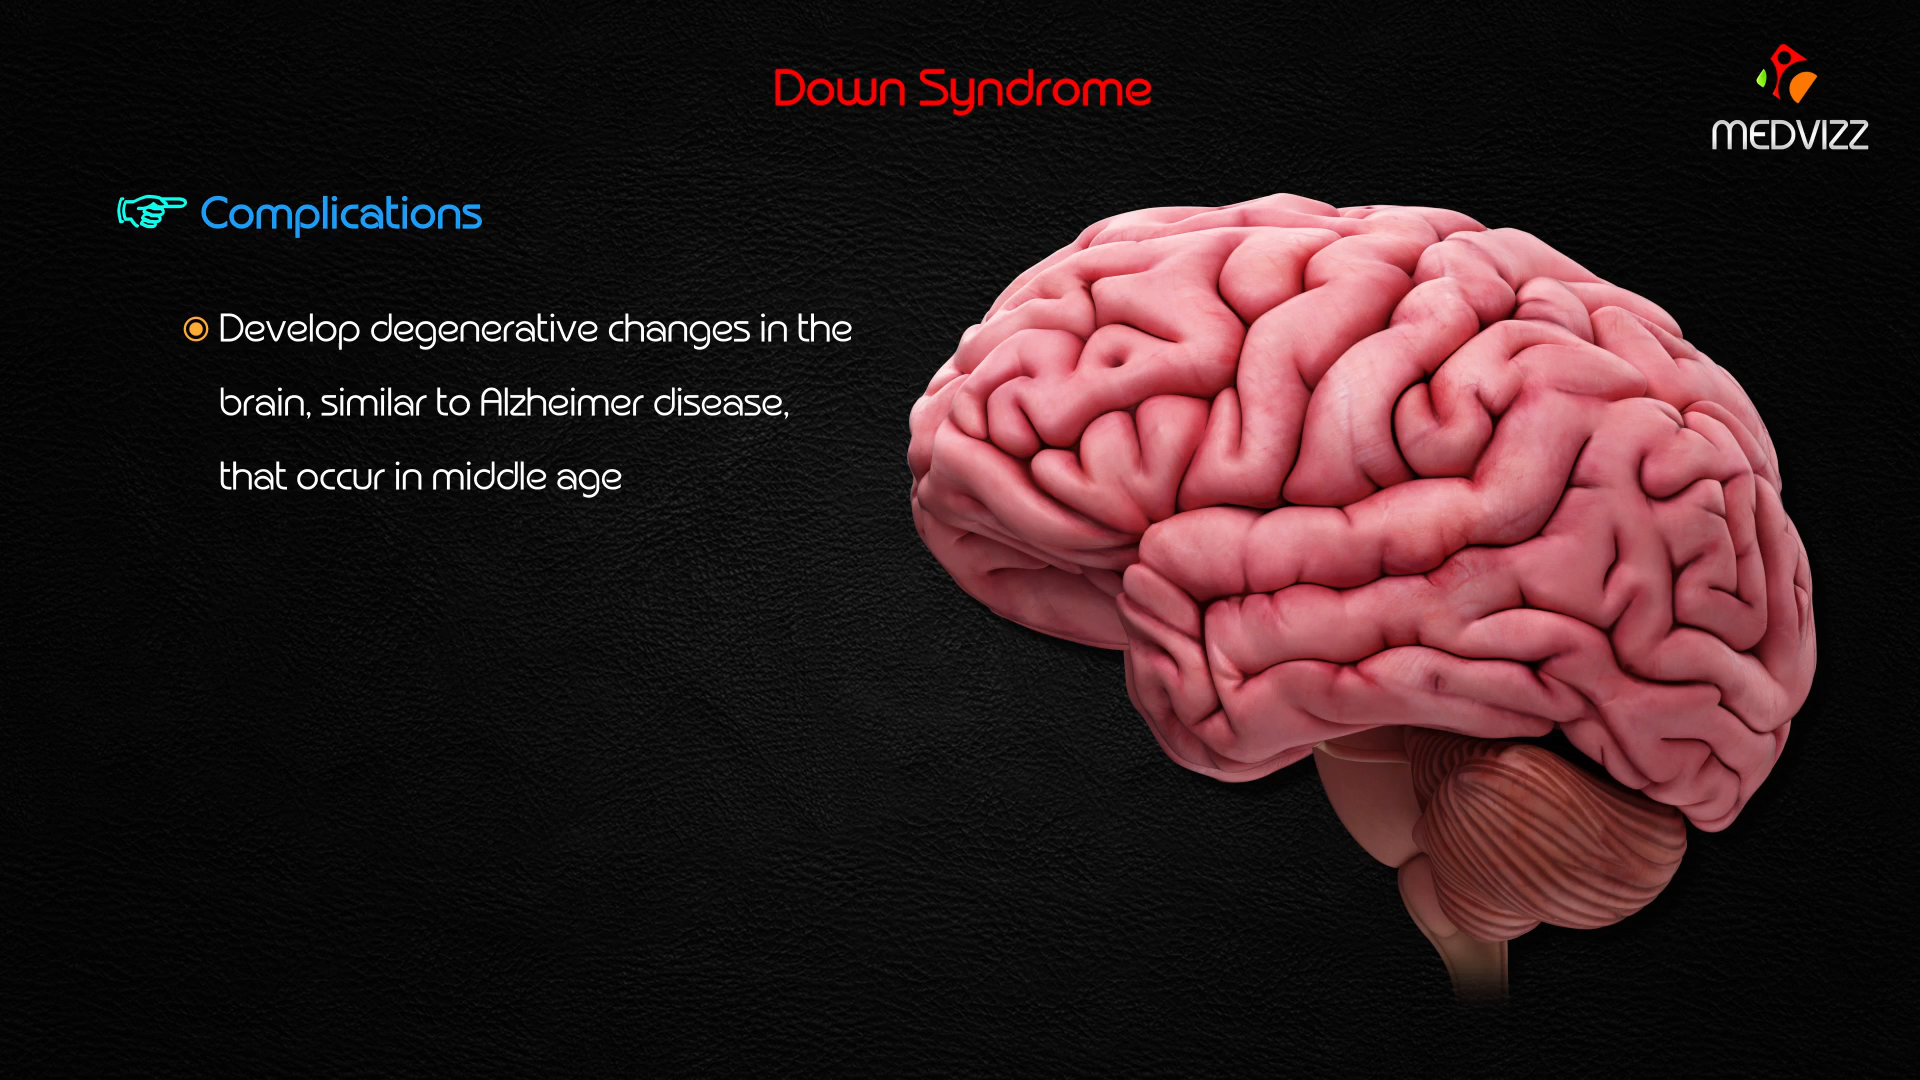 Down Syndrome
MEDVIZZ
Complications
Develop degenerative changes in the
brain, similar to Alzheimer disease,
that occur in middle age